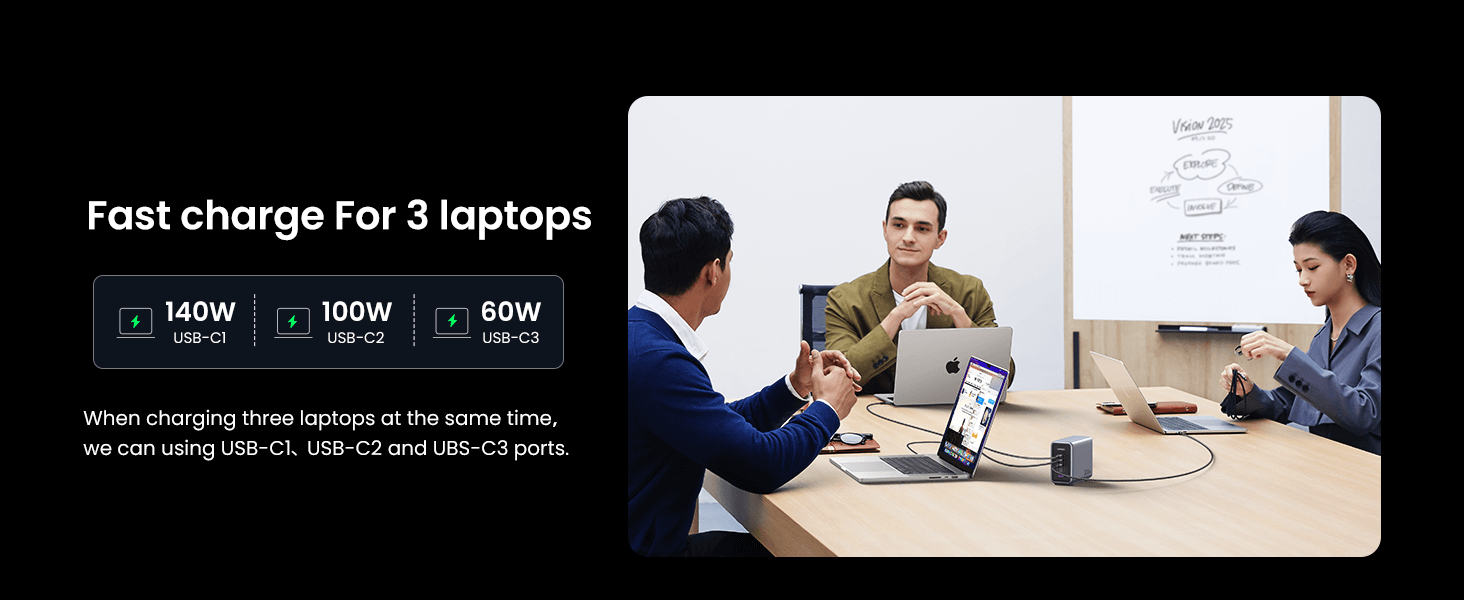 Fast charge For 3 laptops
140W
USB-C1
100W
USB-C2
60W
USB-C3
When charging three laptops at the same time,
we can using USB-C1、USB-C2 and UBS-C3 ports.
Vision 2025
EXPLORE
EXECUTE
DEFINE
INVOLVE
NEXT STEPS: